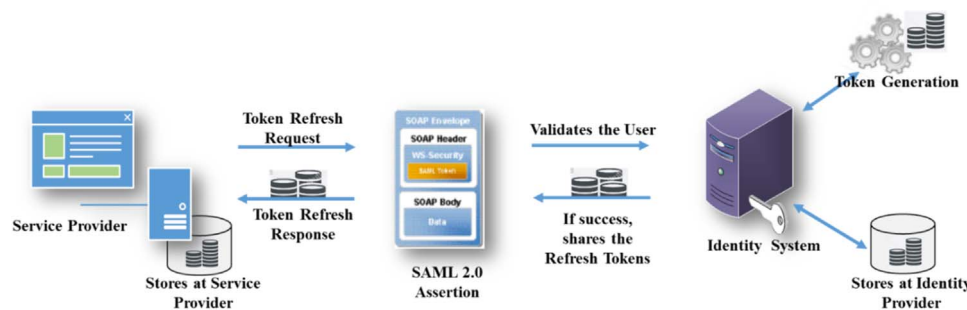 Token Generation
Token Refresh
Request
SOAP Envelope
SOAP Header
WS-Security
SAML Token
SOAP Body
Data
Validates the User
Service Provider
Token Refresh
Response
If success,
shares the
Refresh Tokens
Identity System
SAML 2.0
Assertion
Stores at Service
Provider
Stores at Identity
Provider